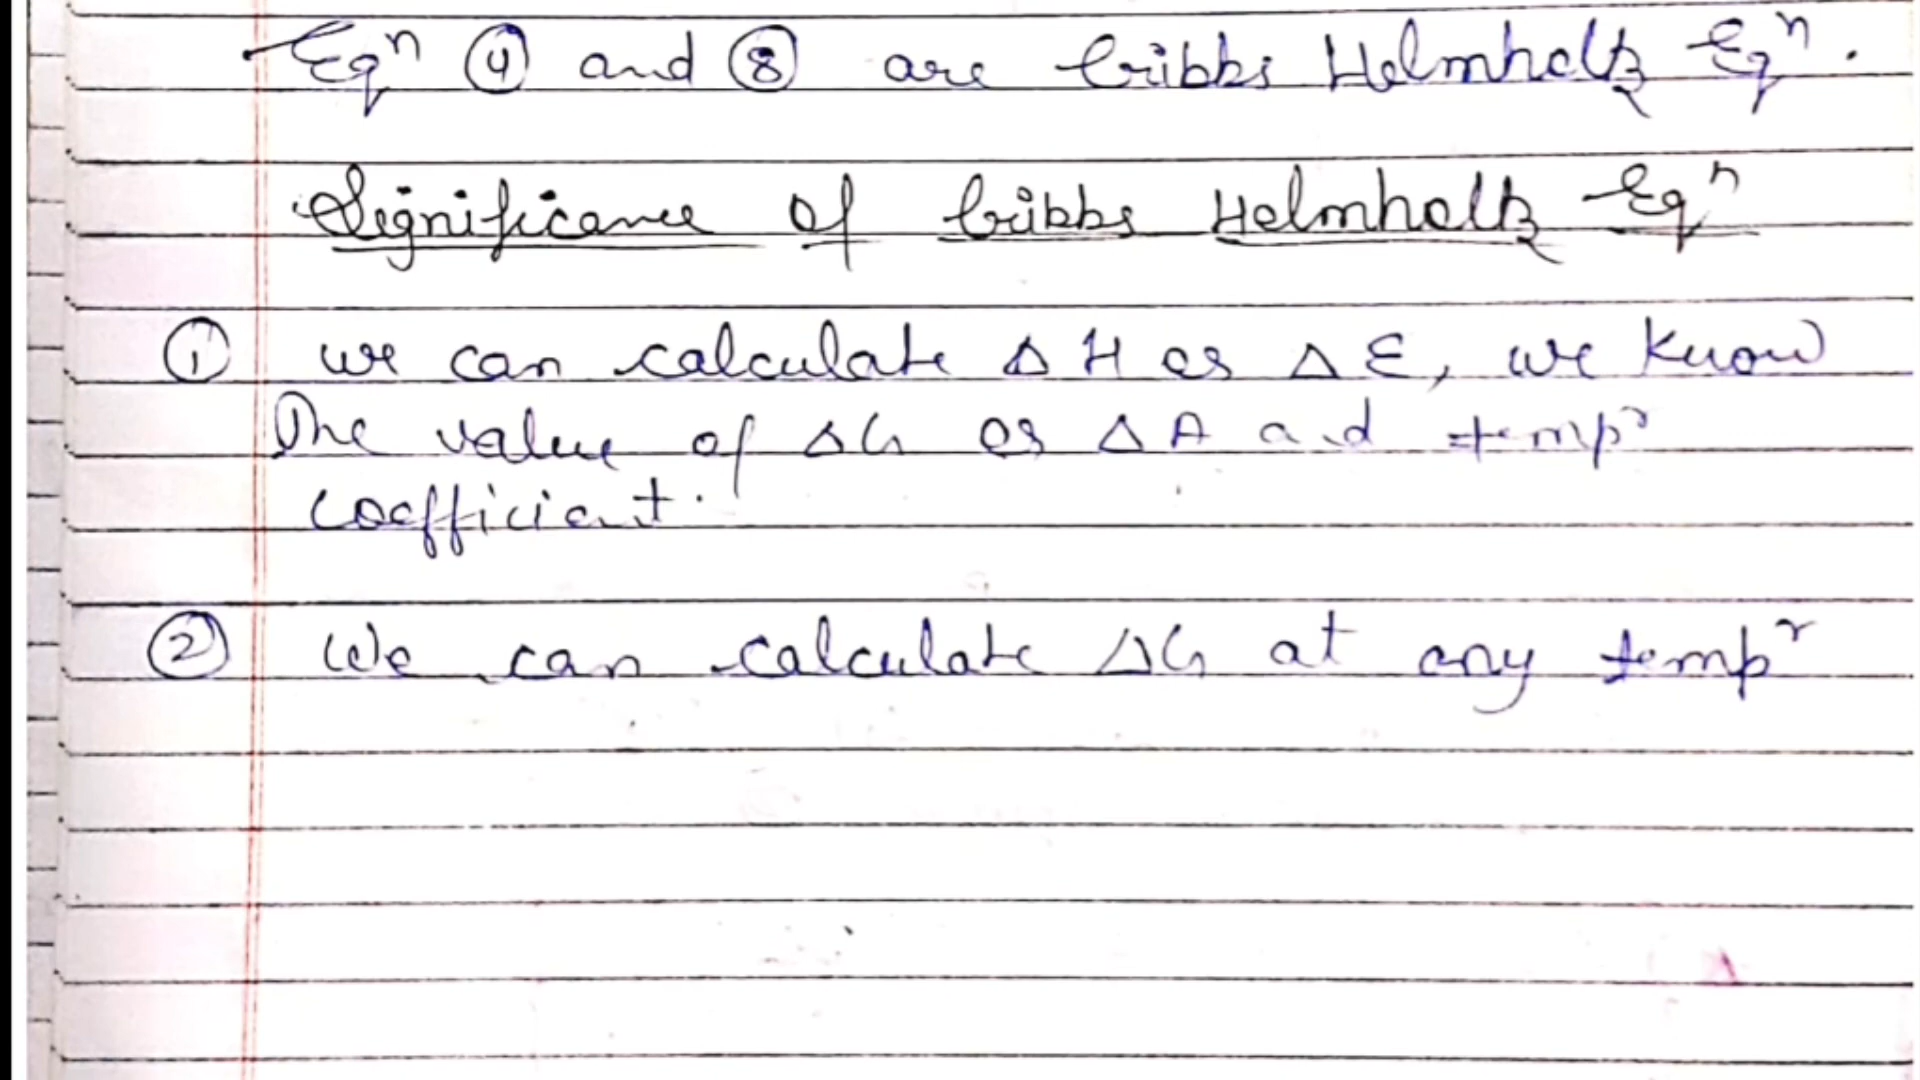 Eqⁿ ④ and ⑧ are Gibbs Helmholtz Eqⁿ.
Significance of Gibbs Helmholtz Eqⁿ
① we can calculate ΔH or ΔE, we know
The value of ΔG or ΔA and tempʳ
coefficient.
② We can calculate ΔG at any tempʳ